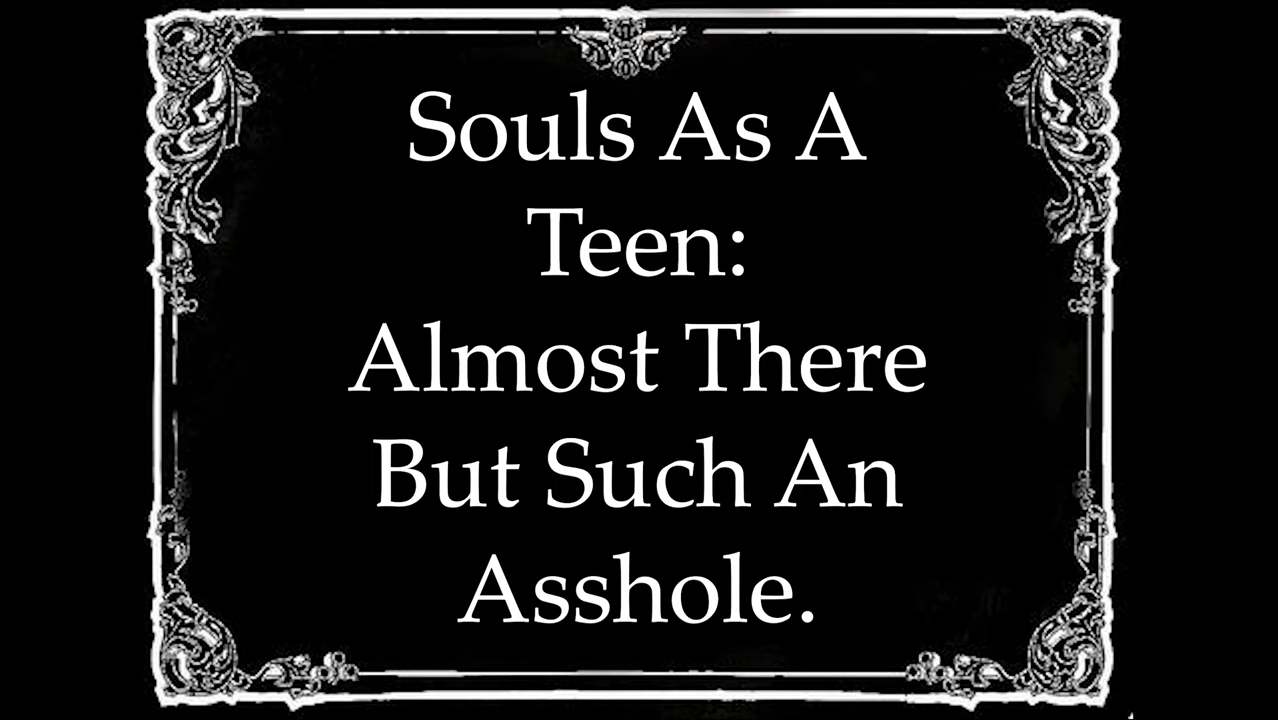 Souls As A
Teen:
Almost There
But Such An
Asshole.